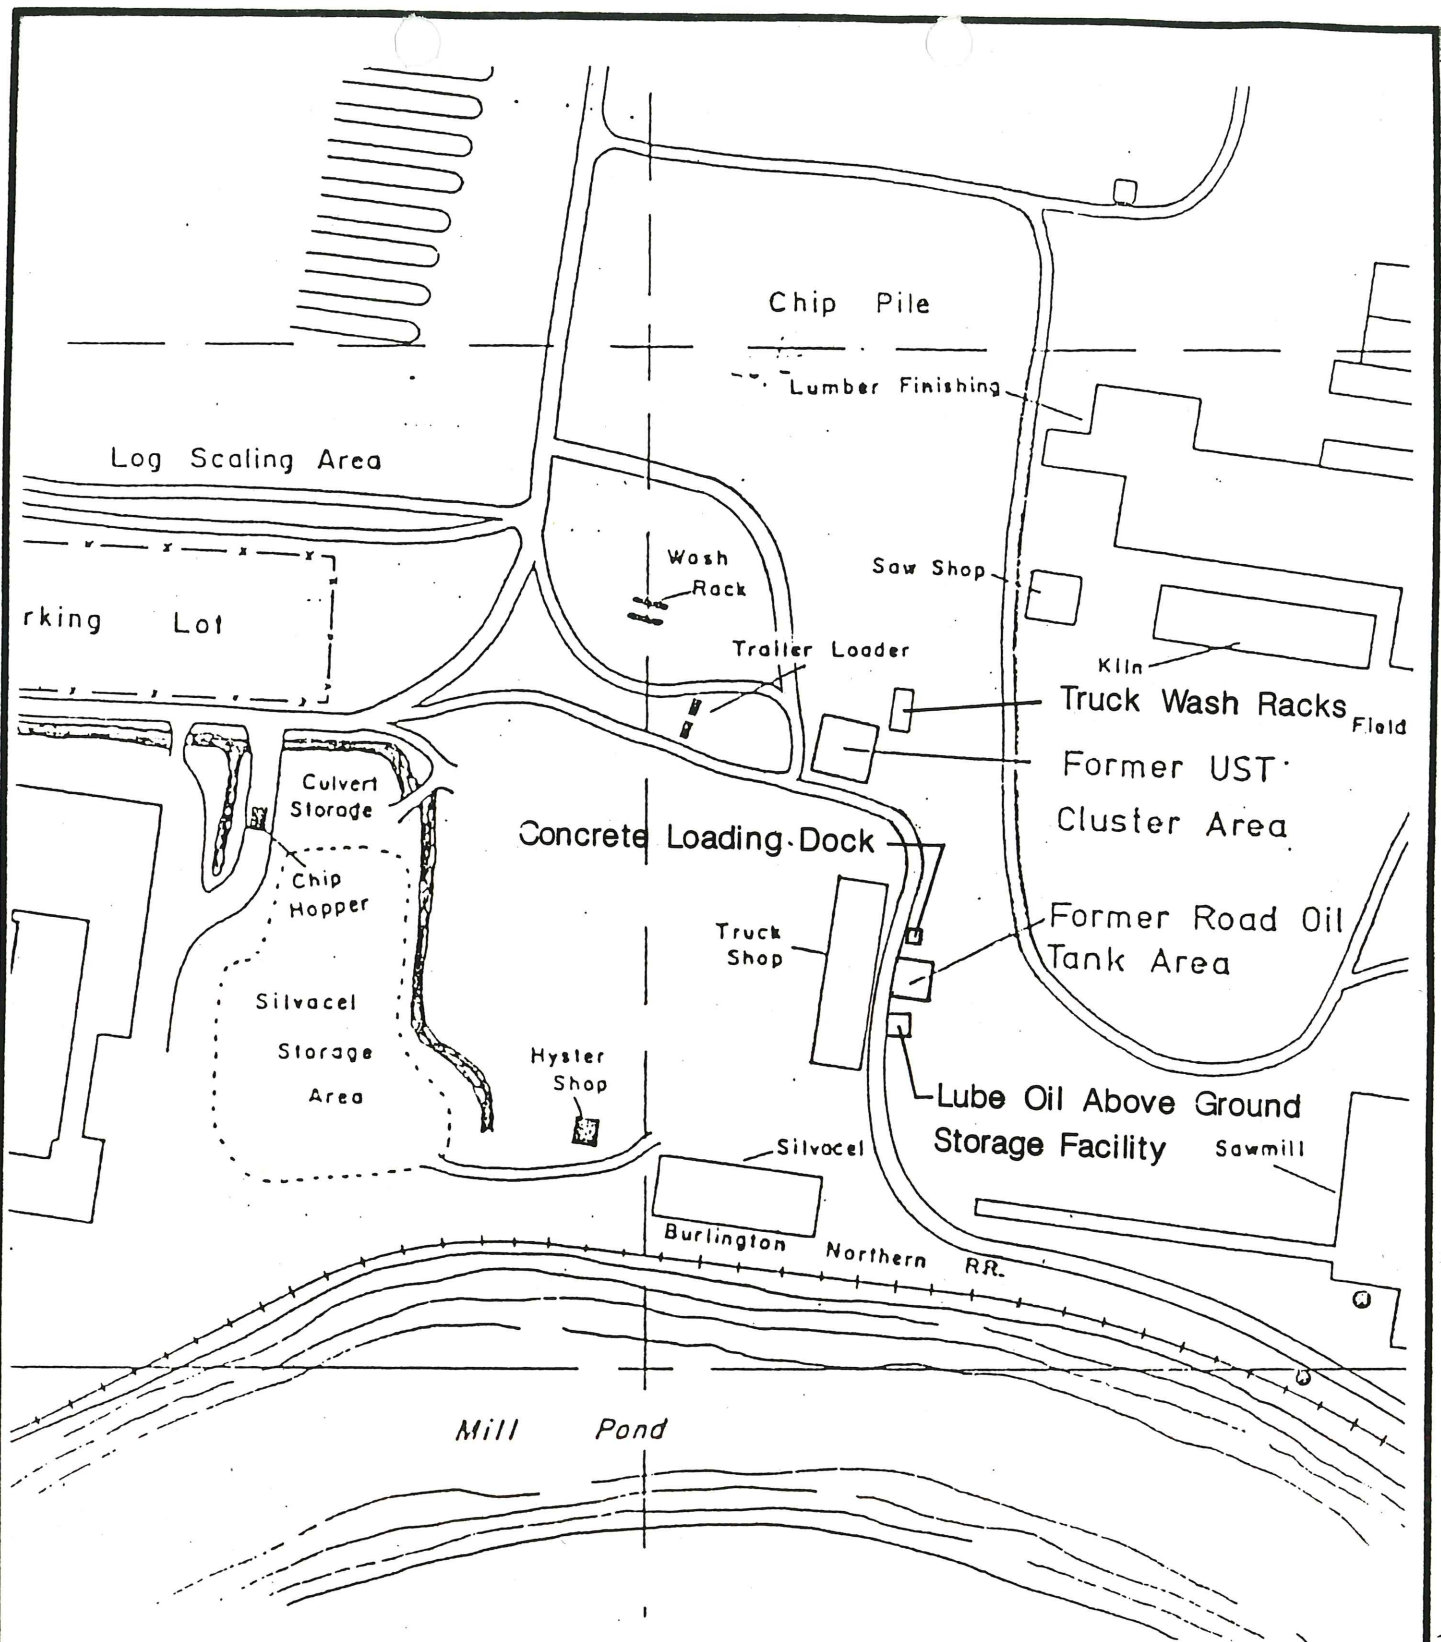 Chip Pile
Lumber Finishing
Log Scaling Area
Wash
Rack
Saw Shop
rking Lot
Trailer Loader
Kiln
Truck Wash Racks
Field
Former UST
Cluster Area
Culvert
Storage
Concrete Loading Dock
Chip
Hopper
Truck
Shop
Former Road Oil
Tank Area
Silvacel
Storage
Area
Hyster
Shop
Lube Oil Above Ground
Storage Facility
Silvacel
Sawmill
Burlington Northern RR.
Mill Pond